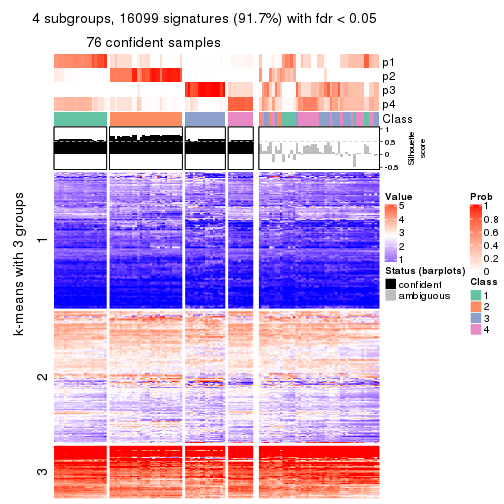 4 subgroups, 16099 signatures (91.7%) with fdr < 0.05
76 confident samples
p1
p2
p3
p4
Class
1
0.5
0
-0.5
Silhouette
score
k-means with 3 groups
1
2
3
Value
5
4
3
2
1
Status (barplots)
confident
ambiguous
Prob
1
0.8
0.6
0.4
0.2
0
Class
1
2
3
4